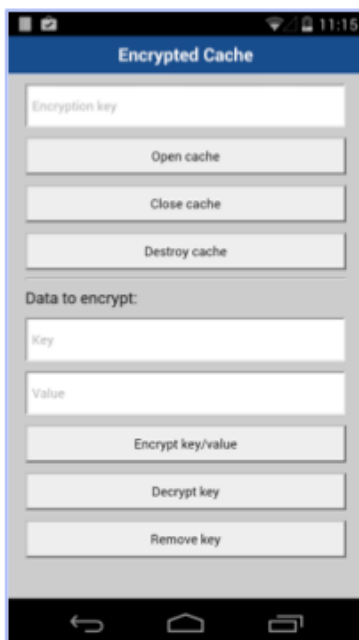 11:15
Encrypted Cache
Encryption key
Open cache
Close cache
Destroy cache
Data to encrypt:
Key
Value
Encrypt key/value
Decrypt key
Remove key